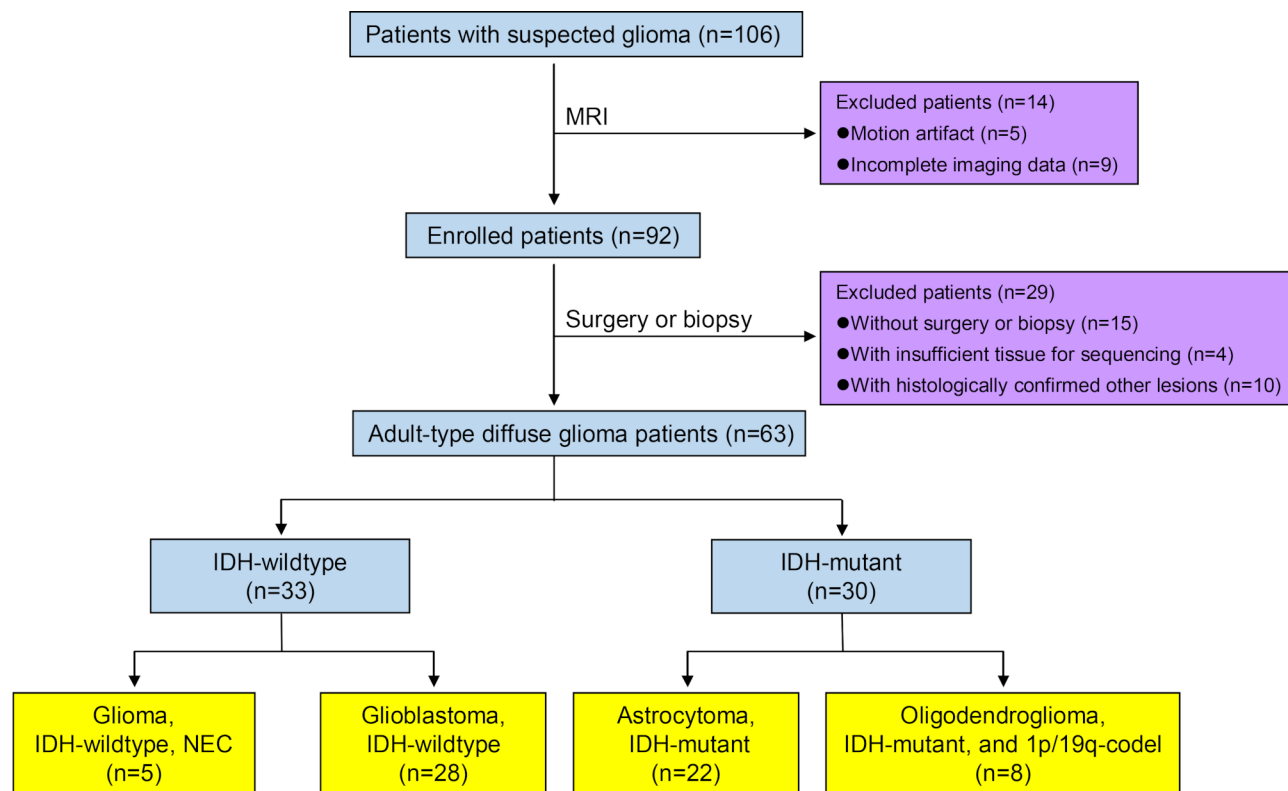 Patients with suspected glioma (n=106)
MRI
Excluded patients (n=14)
●Motion artifact (n=5)
●Incomplete imaging data (n=9)
Enrolled patients (n=92)
Surgery or biopsy
Excluded patients (n=29)
●Without surgery or biopsy (n=15)
●With insufficient tissue for sequencing (n=4)
●With histologically confirmed other lesions (n=10)
Adult-type diffuse glioma patients (n=63)
IDH-wildtype
(n=33)
IDH-mutant
(n=30)
Glioma,
IDH-wildtype, NEC
(n=5)
Glioblastoma,
IDH-wildtype
(n=28)
Astrocytoma,
IDH-mutant
(n=22)
Oligodendroglioma,
IDH-mutant, and 1p/19q-codel
(n=8)